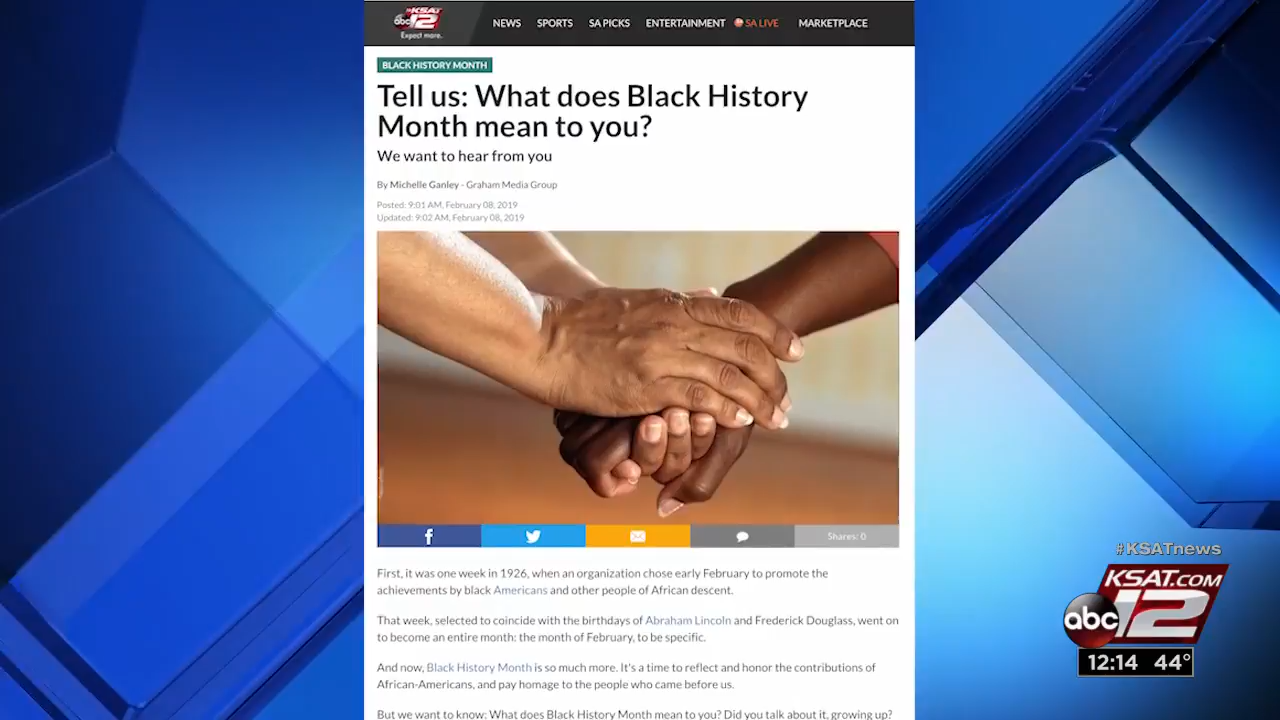 KSAT
abc 12
Expect more.
NEWS SPORTS SA PICKS ENTERTAINMENT SA LIVE MARKETPLACE
BLACK HISTORY MONTH
Tell us: What does Black History
Month mean to you?
We want to hear from you
By Michelle Ganley - Graham Media Group
Posted: 9:01 AM, February 08, 2019
Updated: 9:02 AM, February 08, 2019
f
Shares: 0
First, it was one week in 1926, when an organization chose early February to promote the
achievements by black Americans and other people of African descent.
That week, selected to coincide with the birthdays of Abraham Lincoln and Frederick Douglass, went on
to become an entire month: the month of February, to be specific.
And now, Black History Month is so much more. It's a time to reflect and honor the contributions of
African-Americans, and pay homage to the people who came before us.
But we want to know: What does Black History Month mean to you? Did you talk about it, growing up?
#KSATnews
KSAT.COM
abc 12
12:14 44°